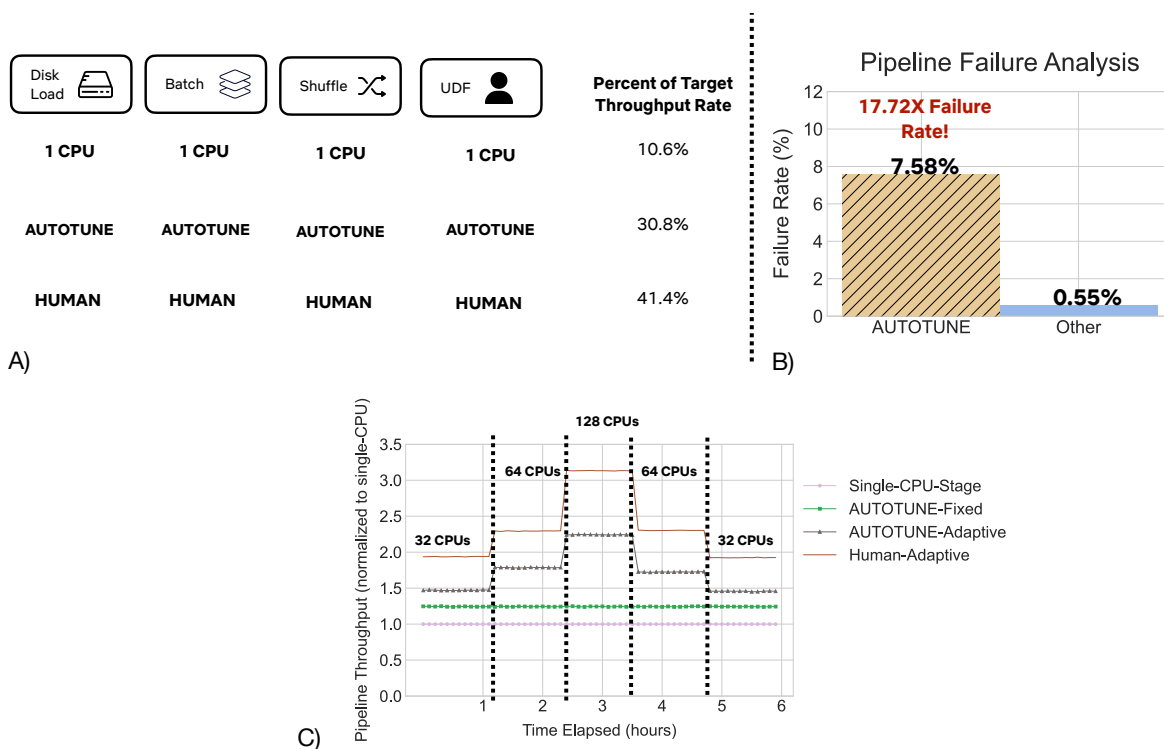 Disk
Load
Batch
Shuffle
UDF
Percent of Target
Throughput Rate
1 CPU
1 CPU
1 CPU
1 CPU
10.6%
AUTOTUNE
AUTOTUNE
AUTOTUNE
AUTOTUNE
30.8%
HUMAN
HUMAN
HUMAN
HUMAN
41.4%
A)
Pipeline Failure Analysis
Failure Rate (%)
12
10
8
6
4
2
0
17.72X Failure
Rate!
7.58%
0.55%
AUTOTUNE
Other
B)
Pipeline Throughput (normalized to single-CPU)
3.5
3.0
2.5
2.0
1.5
1.0
0.5
0.0
32 CPUs
64 CPUs
128 CPUs
64 CPUs
32 CPUs
1
2
3
4
5
6
Time Elapsed (hours)
Single-CPU-Stage
AUTOTUNE-Fixed
AUTOTUNE-Adaptive
Human-Adaptive
C)